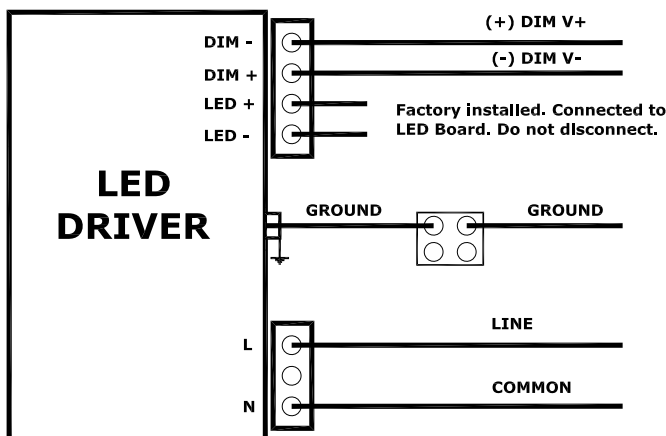 (+) DIM V+
DIM -
(-) DIM V-
DIM +
LED +
Factory installed. Connected to
LED Board. Do not disconnect.
LED -
LED
DRIVER
GROUND
GROUND
LINE
L
COMMON
N